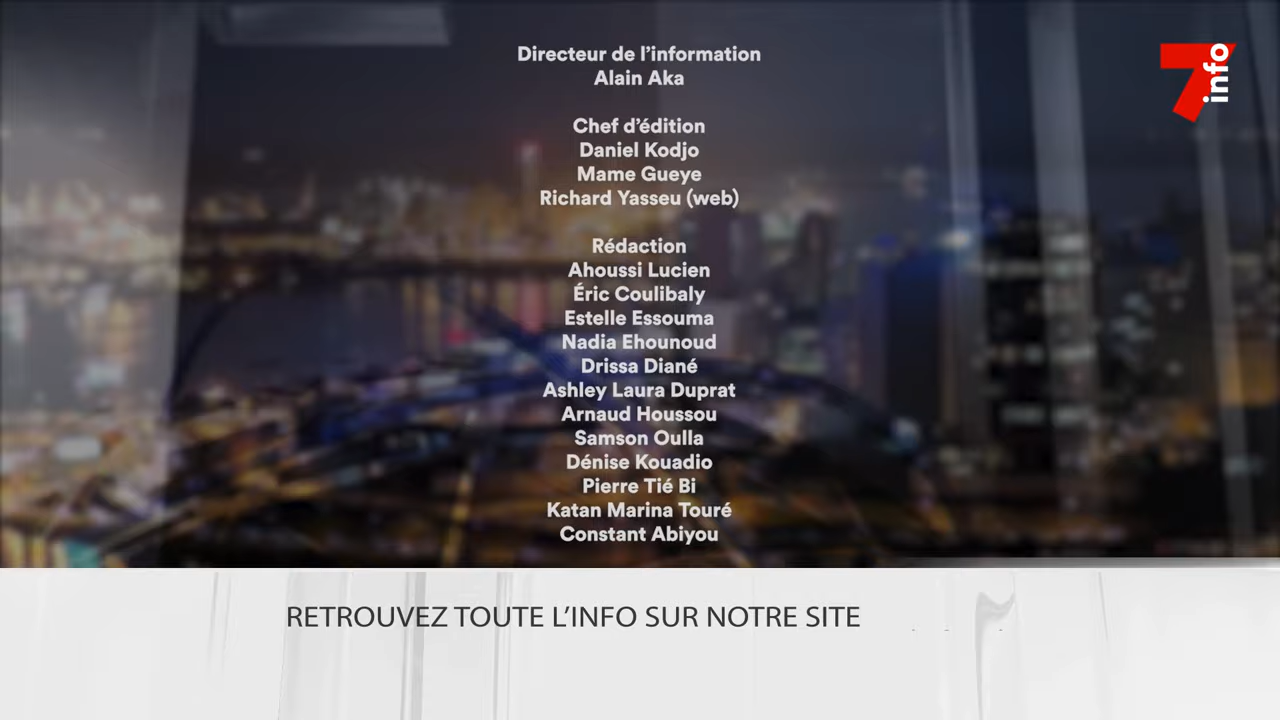 Directeur de l’information
Alain Aka
Chef d’édition
Daniel Kodjo
Mame Gueye
Richard Yasseu (web)
Rédaction
Ahoussi Lucien
Éric Coulibaly
Estelle Essouma
Nadia Ehounoud
Drissa Diané
Ashley Laura Duprat
Arnaud Houssou
Samson Oulla
Dénise Kouadio
Pierre Tié Bi
Katan Marina Touré
Constant Abiyou
7 info
RETROUVEZ TOUTE L’INFO SUR NOTRE SITE